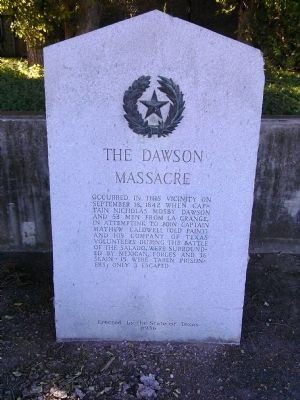 THE DAWSON
MASSACRE
OCCURRED IN THIS VICINITY ON
SEPTEMBER 18, 1842 WHEN CAP-
TAIN NICHOLAS MOSBY DAWSON
AND 53 MEN FROM LA GRANGE,
IN ATTEMPTING TO JOIN CAPTAIN
MATHEW CALDWELL (OLD PAINT)
AND HIS COMPANY OF TEXAS
VOLUNTEERS DURING THE BATTLE
OF THE SALADO, WERE SURROUND-
ED BY MEXICAN FORCES AND 36
SLAIN · 15 WERE TAKEN PRISON-
ERS; ONLY 3 ESCAPED
Erected by the State of Texas
1936